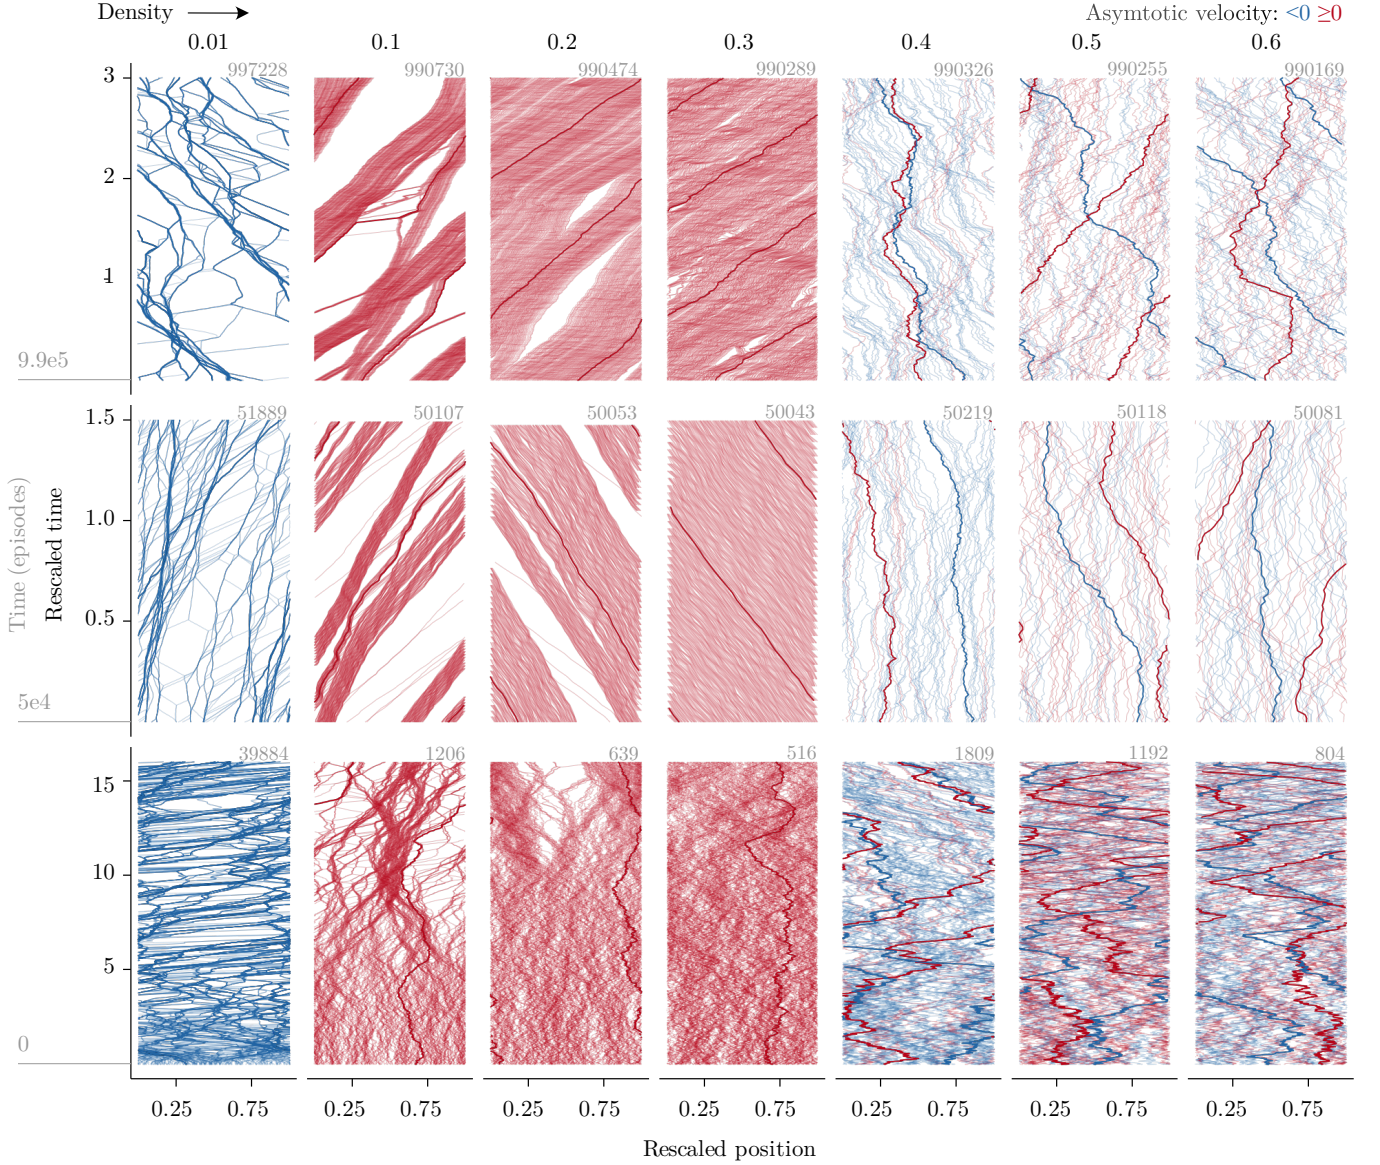 Density Asymtotic velocity: <0 ≥0
0.01 0.1 0.2 0.3 0.4 0.5 0.6
997228 990730 990474 990289 990326 990255 990169
3
2
1
9.9e5
51889 50107 50053 50043 50219 50118 50081
1.5
1.0
0.5
5e4
Time (episodes)
Rescaled time
39884 1206 639 516 1809 1192 804
15
10
5
0
0.25 0.75 0.25 0.75 0.25 0.75 0.25 0.75 0.25 0.75 0.25 0.75 0.25 0.75
Rescaled position